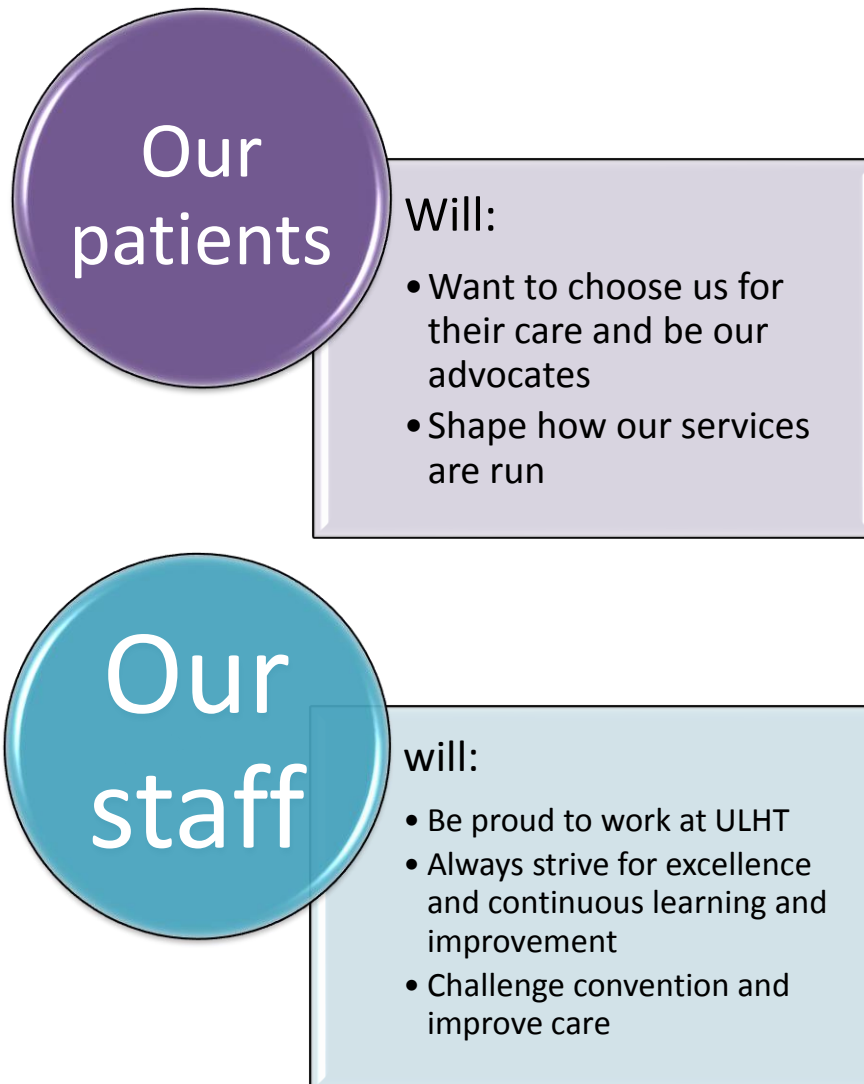 Our
patients
Will:
•Want to choose us for
their care and be our
advocates
•Shape how our services
are run
Our
staff
will:
• Be proud to work at ULHT
• Always strive for excellence
and continuous learning and
improvement
• Challenge convention and
improve care